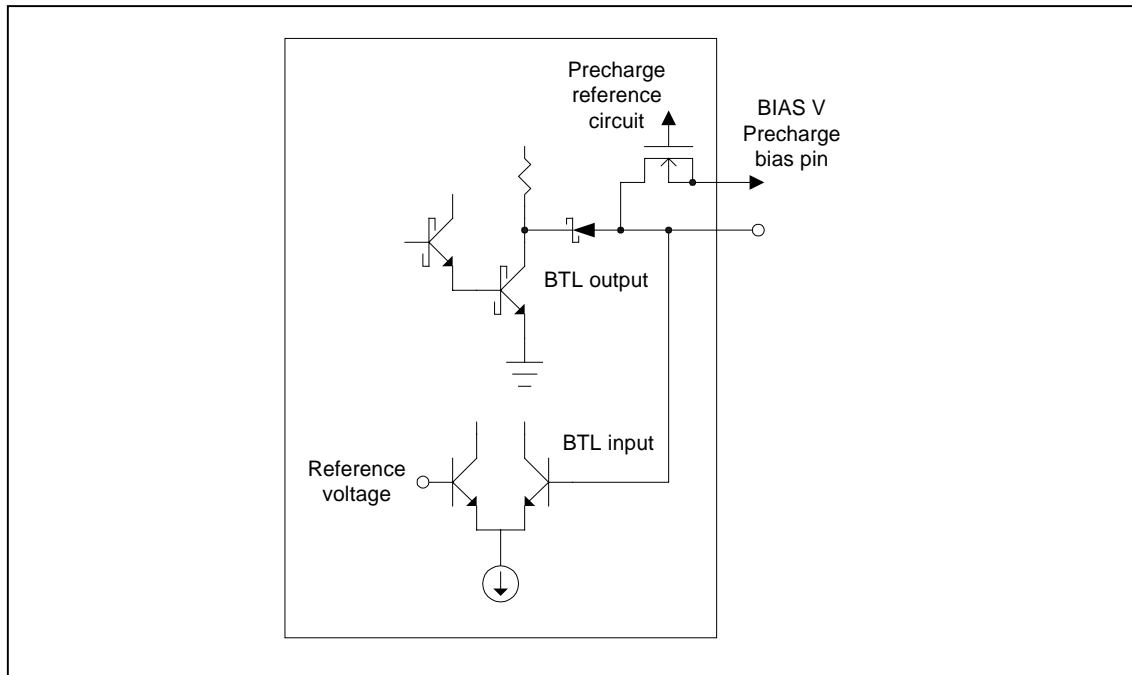 Precharge
reference
circuit
BIAS V
Precharge
bias pin
BTL output
BTL input
Reference
voltage